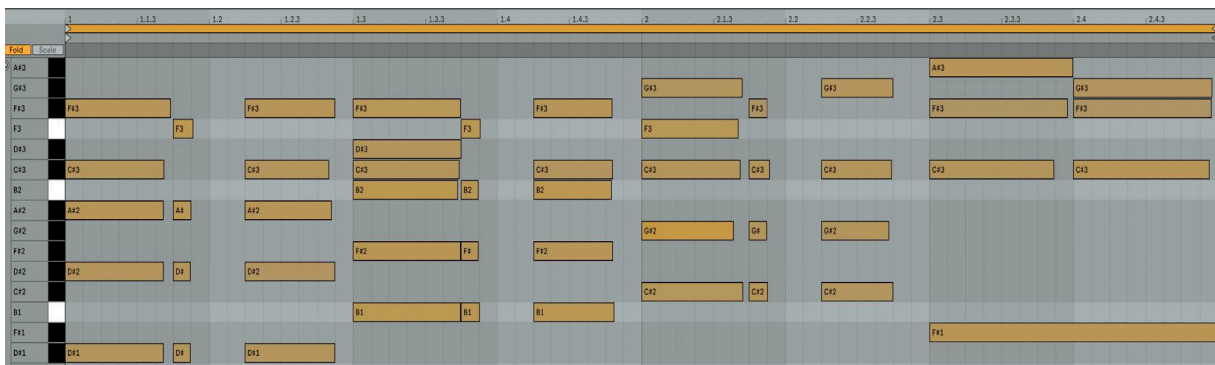 1 1.1.3 1.2 1.2.3 1.3 1.3.3 1.4 1.4.3 2 2.1.3 2.2 2.2.3 2.3 2.3.3 2.4 2.4.3
Fold Scale
A#3 A#3
G#3 G#3 G#3 G#3
F#3 F#3 F#3 F#3 F#3 F#3 F#3 F#3
F3 F3 F3 F3
D#3 D#3
C#3 C#3 C#3 C#3 C#3 C#3 C#3 C#3 C#3 C#3
B2 B2 B2 B2
A#2 A#2 A# A#2
G#2 G#2 G# G#2
F#2 F#2 F# F#2
D#2 D#2 D# D#2
C#2 C#2 C#2 C#2
B1 B1 B1 B1
F#1 F#1
D#1 D#1 D# D#1